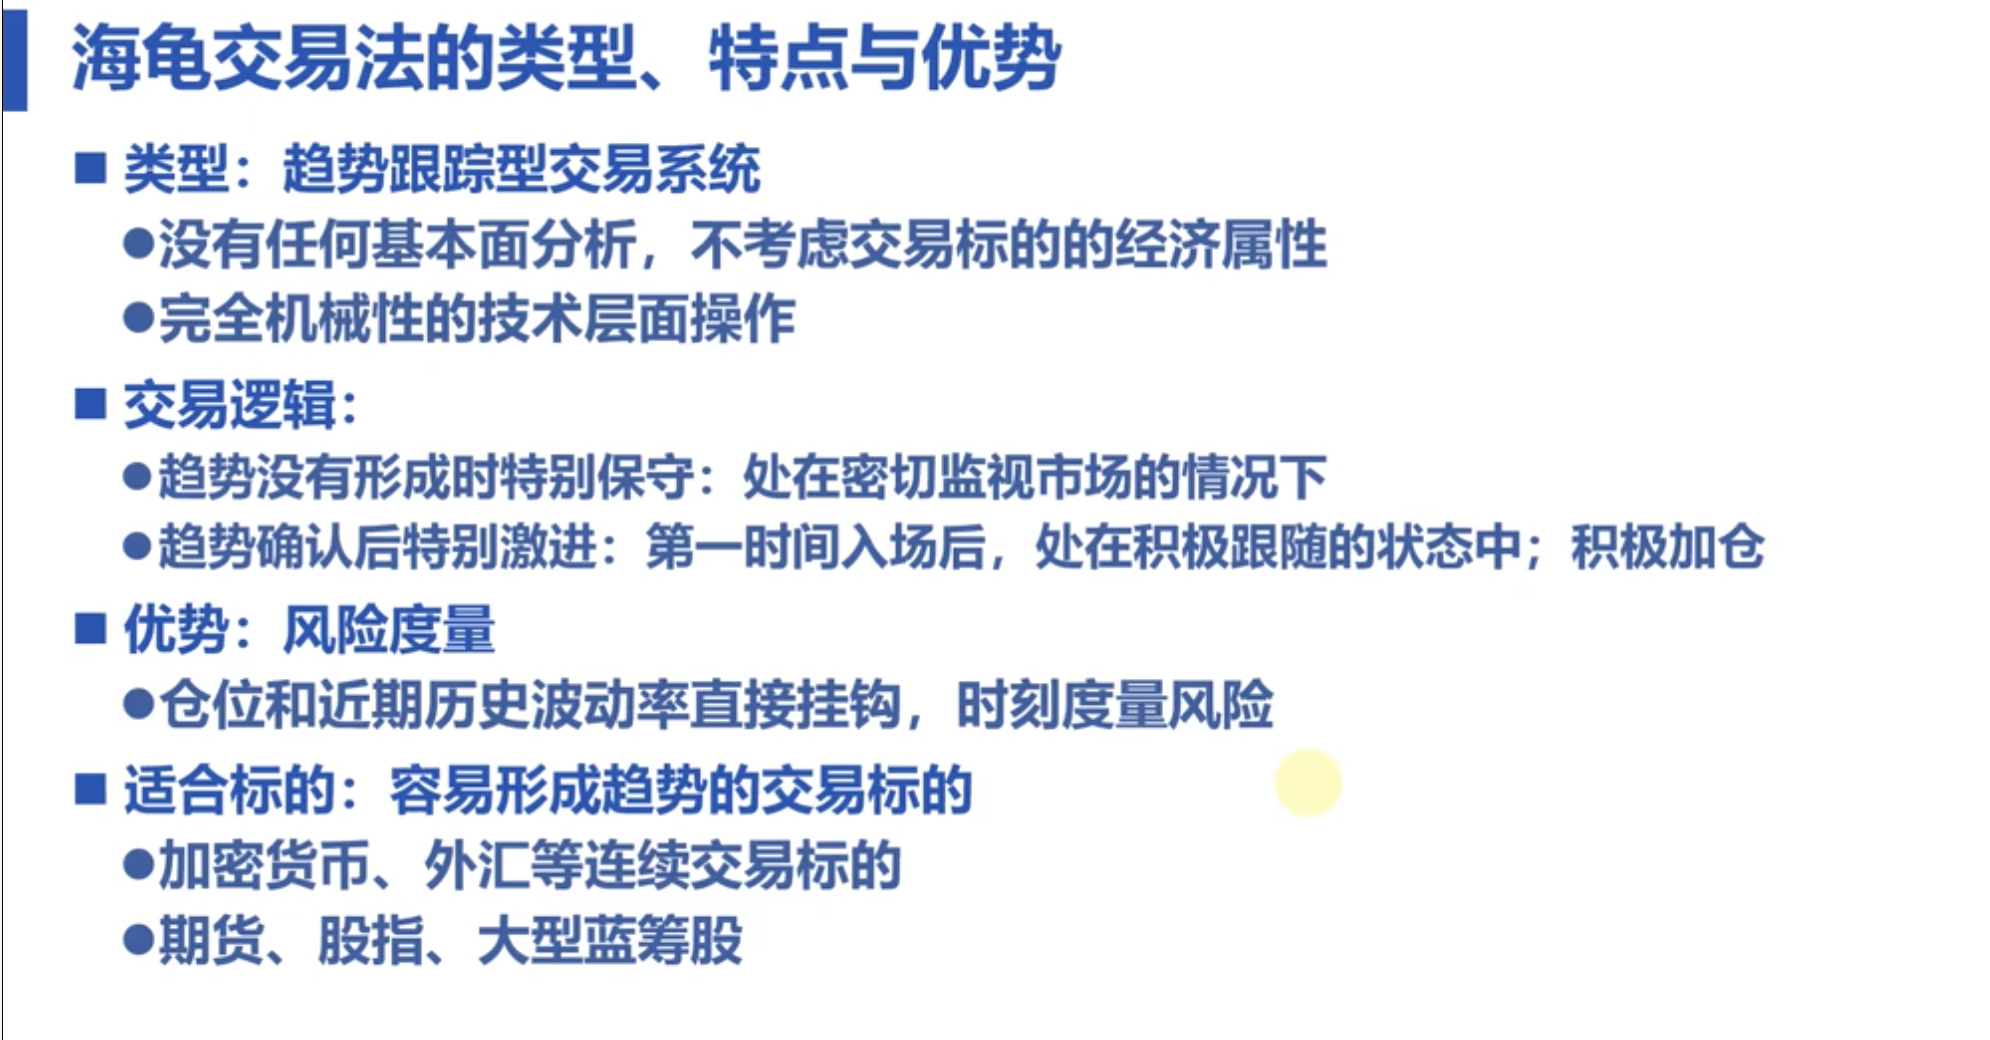 海龟交易法的类型、特点与优势
■ 类型：趋势跟踪型交易系统
●没有任何基本面分析，不考虑交易标的的经济属性
●完全机械性的技术层面操作
■ 交易逻辑：
●趋势没有形成时特别保守：处在密切监视市场的情况下
●趋势确认后特别激进：第一时间入场后，处在积极跟随的状态中；积极加仓
■ 优势：风险度量
●仓位和近期历史波动率直接挂钩，时刻度量风险
■ 适合标的：容易形成趋势的交易标的
●加密货币、外汇等连续交易标的
●期货、股指、大型蓝筹股